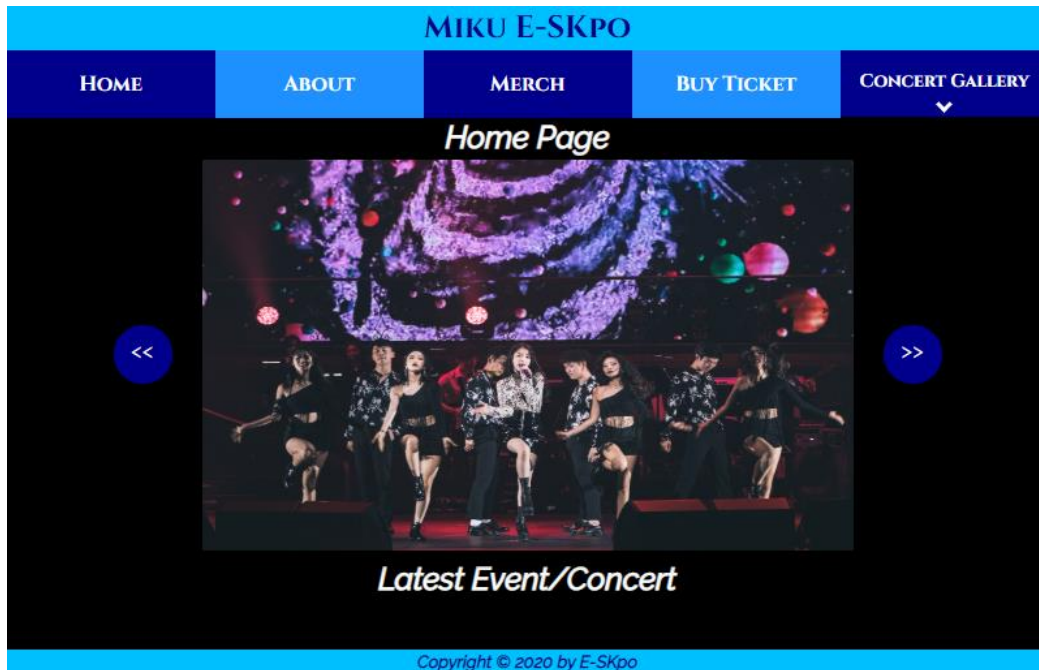 MIKU E-SKPO
HOME
ABOUT
MERCH
BUY TICKET
CONCERT GALLERY
Home Page
<<
>>
Latest Event/Concert
Copyright © 2020 by E-SKpo